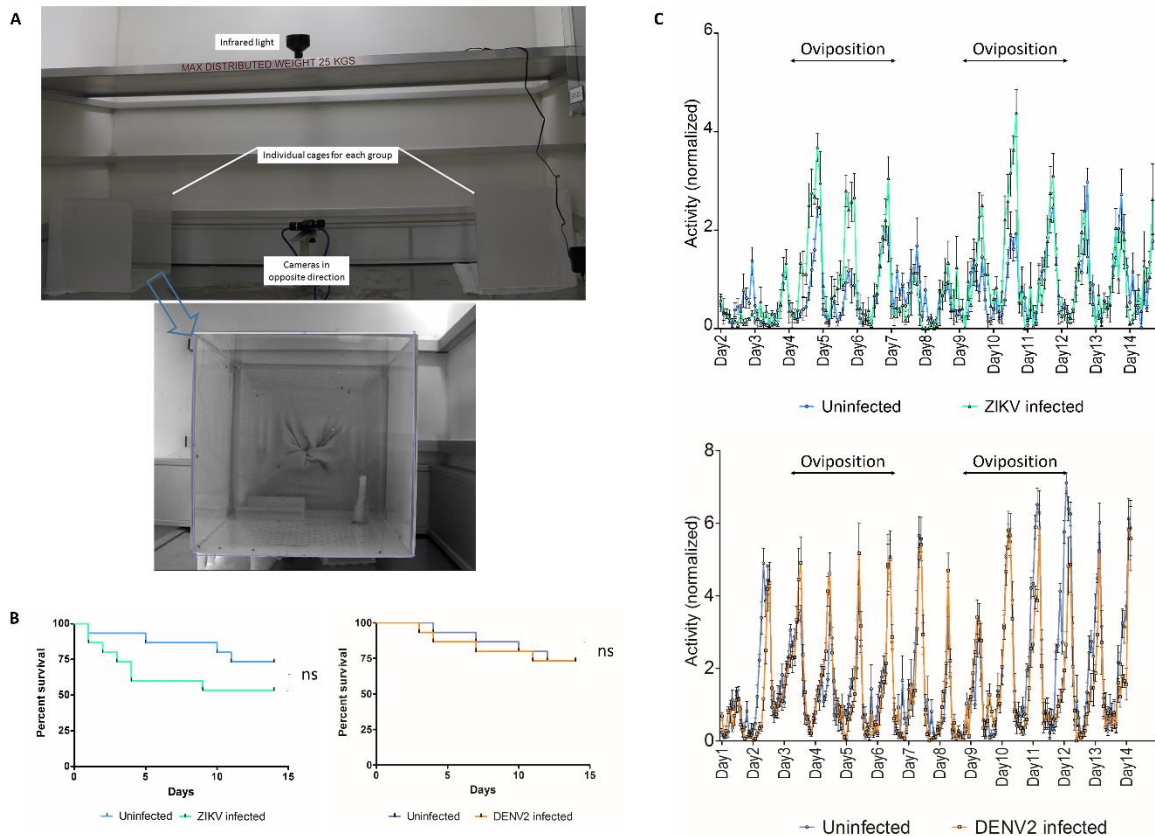 A
Infrared light
MAX DISTRIBUTED WEIGHT 25 KGS
Individual cages for each group
Cameras in
opposite direction
B
100
75
50
25
0
Percent survival
0 5 10 15
Days
ns
Uninfected ZIKV infected
100
75
50
25
0
Percent survival
0 5 10 15
Days
ns
Uninfected DENV2 infected
C
Oviposition Oviposition
6
4
2
0
Activity (normalized)
Day2 Day3 Day4 Day5 Day6 Day7 Day8 Day9 Day10 Day11 Day12 Day13 Day14
Uninfected ZIKV infected
Oviposition Oviposition
8
6
4
2
0
Activity (normalized)
Day1 Day2 Day3 Day4 Day5 Day6 Day7 Day8 Day9 Day10 Day11 Day12 Day13 Day14
Uninfected DENV2 infected